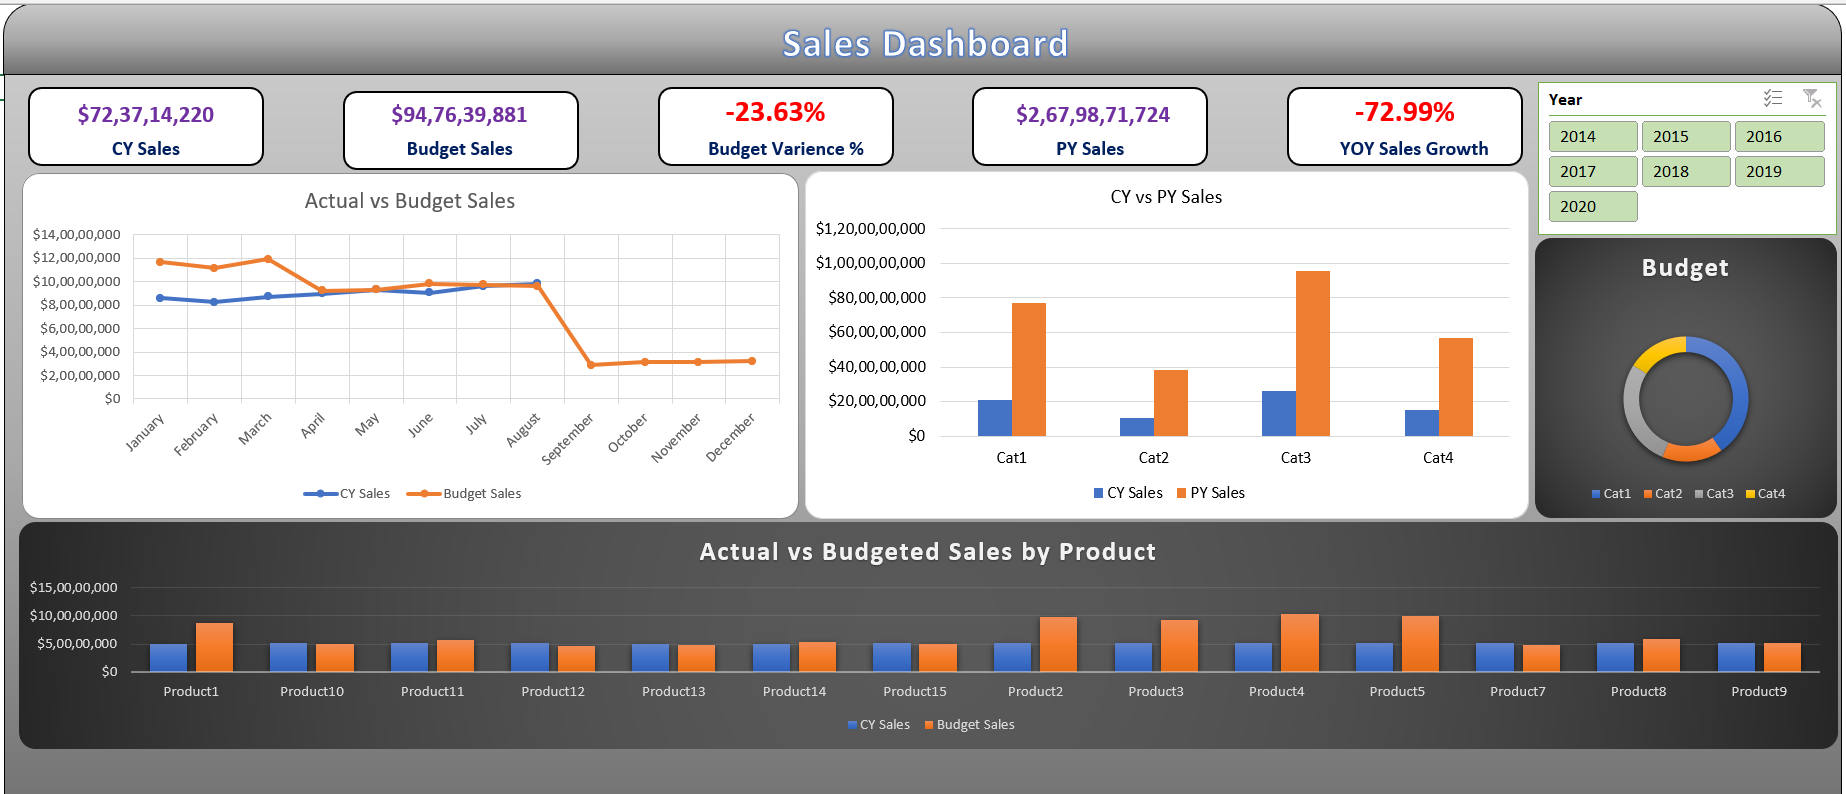 Sales Dashboard
$72,37,14,220
CY Sales
$94,76,39,881
Budget Sales
-23.63%
Budget Varience %
$2,67,98,71,724
PY Sales
-72.99%
YOY Sales Growth
Year
2014 2015 2016
2017 2018 2019
2020
Actual vs Budget Sales
$14,00,00,000
$12,00,00,000
$10,00,00,000
$8,00,00,000
$6,00,00,000
$4,00,00,000
$2,00,00,000
$0
January February March April May June July August September October November December
CY Sales Budget Sales
CY vs PY Sales
$1,20,00,00,000
$1,00,00,00,000
$80,00,00,000
$60,00,00,000
$40,00,00,000
$20,00,00,000
$0
Cat1 Cat2 Cat3 Cat4
CY Sales PY Sales
Budget
Cat1 Cat2 Cat3 Cat4
Actual vs Budgeted Sales by Product
$15,00,00,000
$10,00,00,000
$5,00,00,000
$0
Product1 Product10 Product11 Product12 Product13 Product14 Product15 Product2 Product3 Product4 Product5 Product7 Product8 Product9
CY Sales Budget Sales